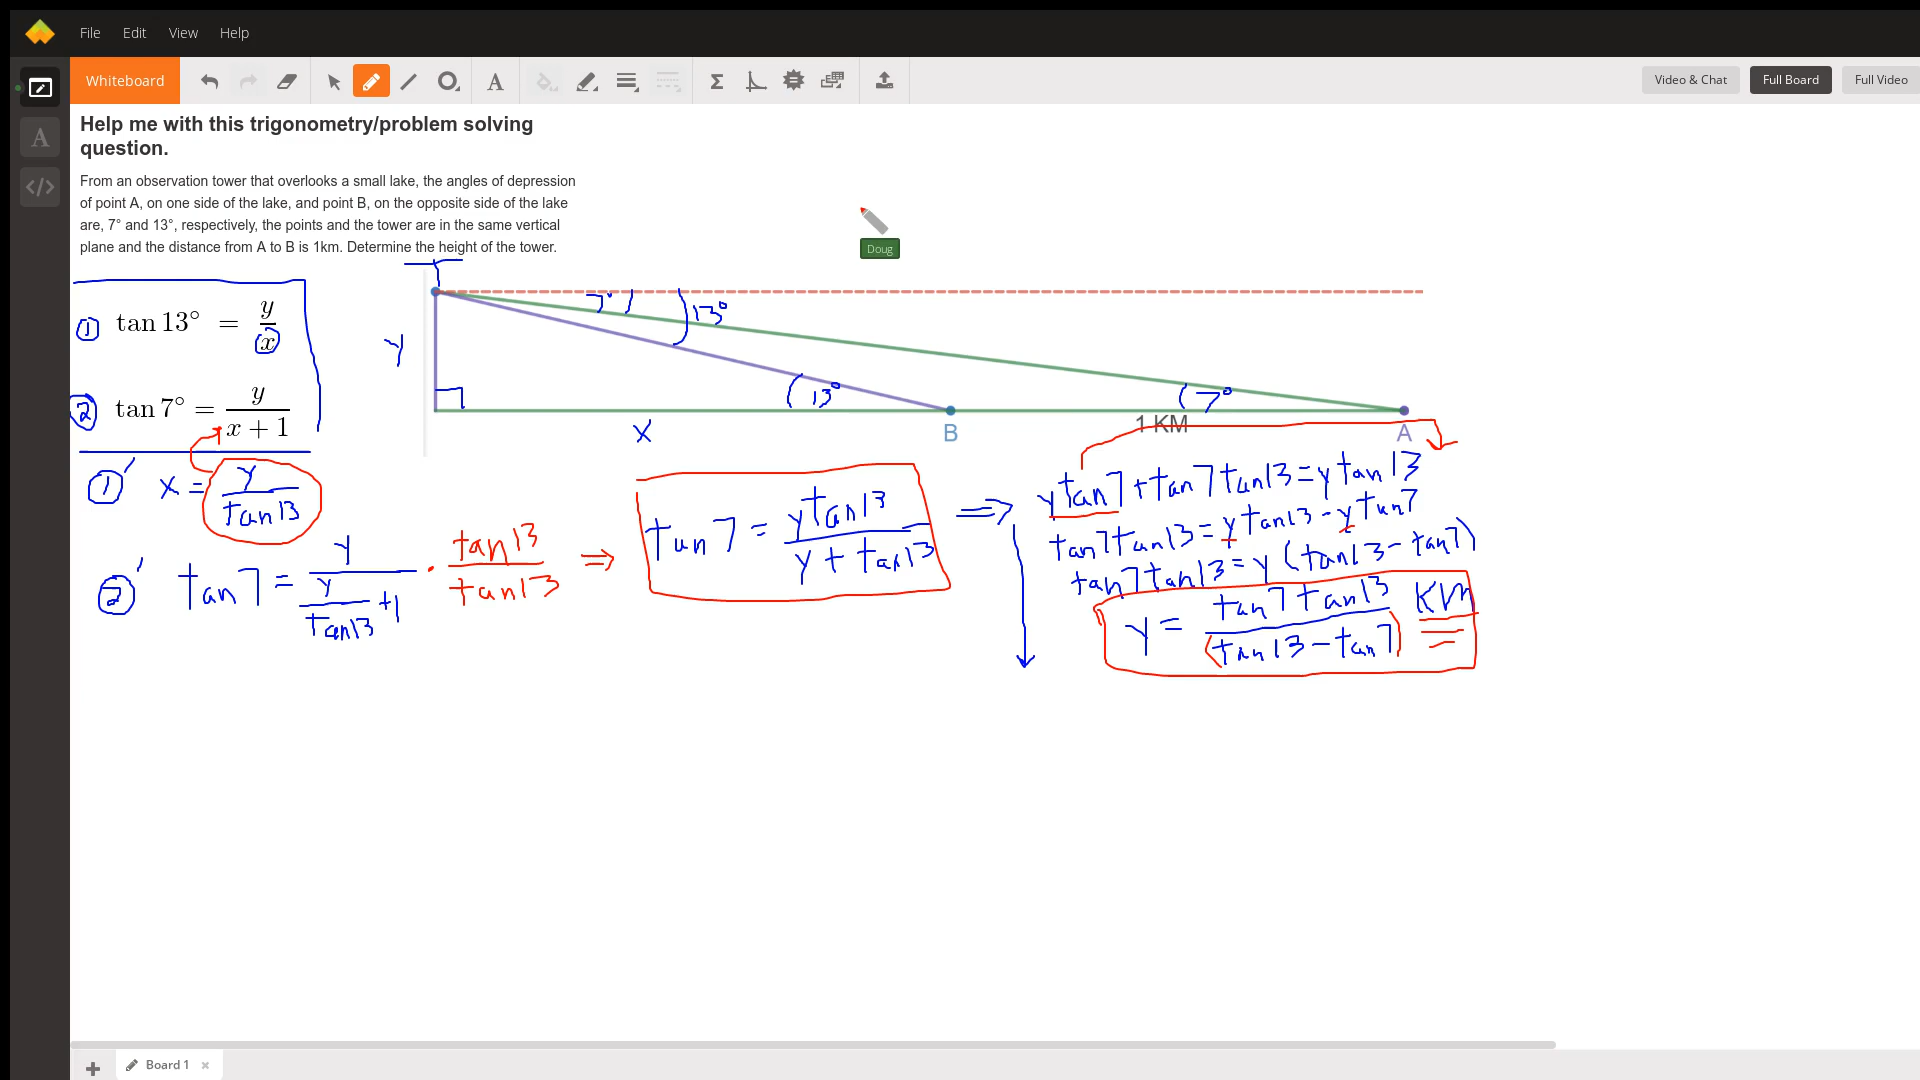 File Edit View Help
Whiteboard
A
Σ
Video & Chat Full Board Full Video
A
</>
Help me with this trigonometry/problem solving
question.
From an observation tower that overlooks a small lake, the angles of depression
of point A, on one side of the lake, and point B, on the opposite side of the lake
are, 7° and 13°, respectively, the points and the tower are in the same vertical
plane and the distance from A to B is 1km. Determine the height of the tower.
Doug
① tan 13° = y/x
② tan 7° = y/(x + 1)
7° 13°
y
13° 7°
x B 1 KM A
①' x = y/tan13
②' tan7 = y/(y/tan13 + 1) · tan13/tan13 ⇒
tan7 = ytan13/(y + tan13) ⇒
ytan7 + tan7tan13 = ytan13
tan7tan13 = ytan13 - ytan7
tan7tan13 = y(tan13 - tan7)
y = tan7tan13/(tan13 - tan7) KM
+ Board 1 ×